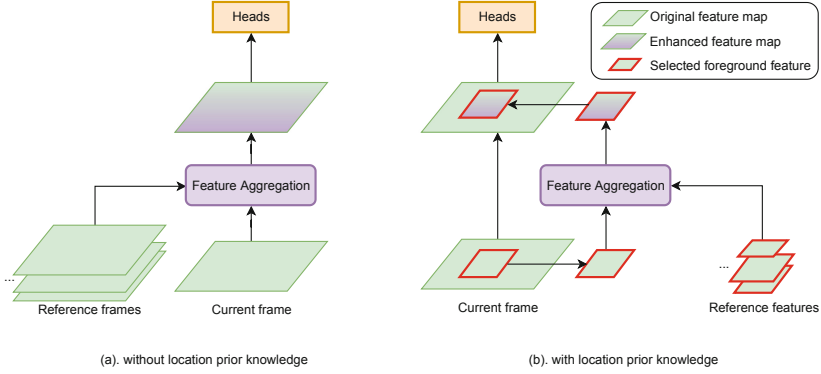 Heads
Feature Aggregation
...
Reference frames
Current frame
(a). without location prior knowledge
Heads
Original feature map
Enhanced feature map
Selected foreground feature
Feature Aggregation
...
Current frame
Reference features
(b). with location prior knowledge